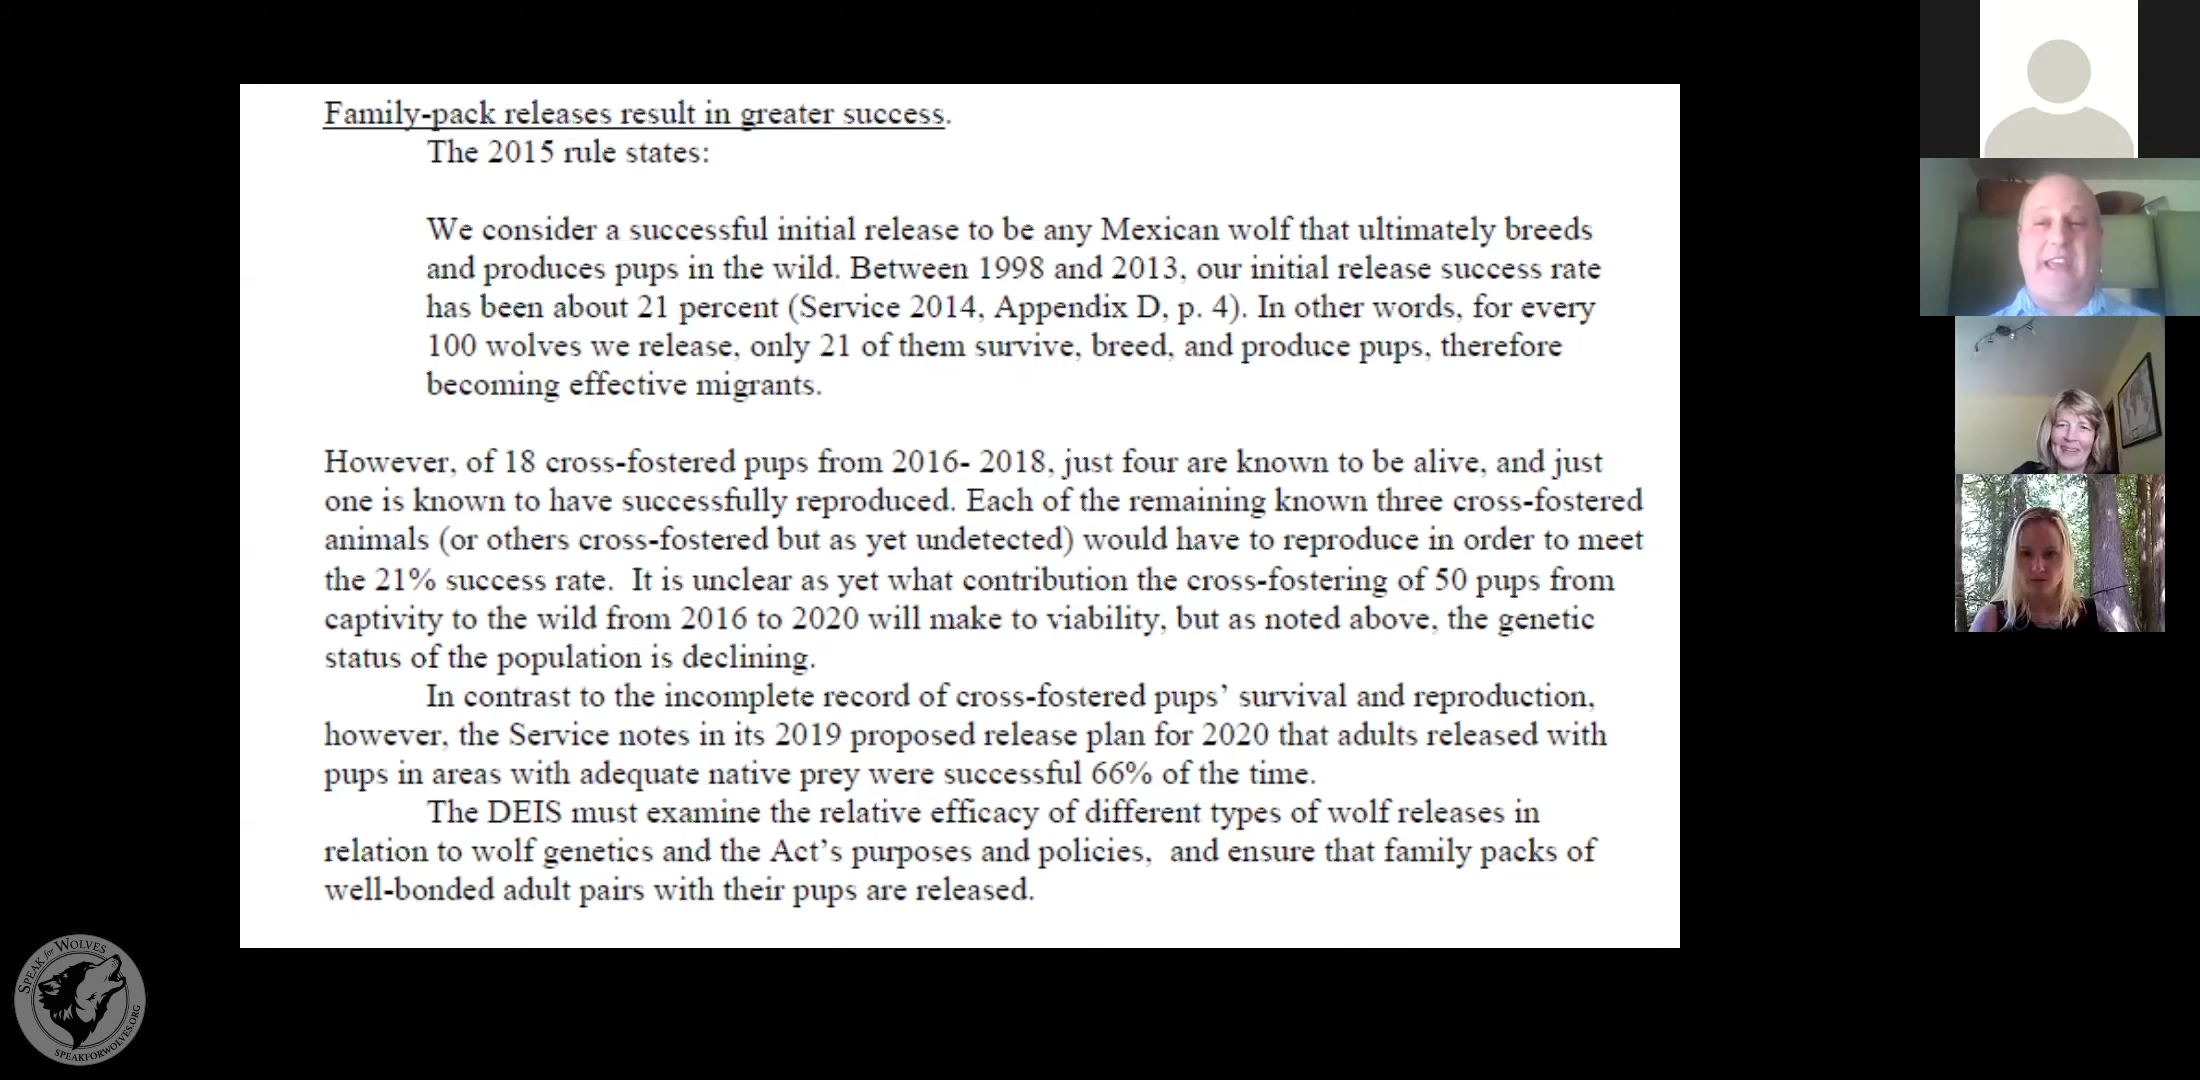 Family-pack releases result in greater success.
The 2015 rule states:
We consider a successful initial release to be any Mexican wolf that ultimately breeds
and produces pups in the wild. Between 1998 and 2013, our initial release success rate
has been about 21 percent (Service 2014, Appendix D, p. 4). In other words, for every
100 wolves we release, only 21 of them survive, breed, and produce pups, therefore
becoming effective migrants.
However, of 18 cross-fostered pups from 2016- 2018, just four are known to be alive, and just
one is known to have successfully reproduced. Each of the remaining known three cross-fostered
animals (or others cross-fostered but as yet undetected) would have to reproduce in order to meet
the 21% success rate.  It is unclear as yet what contribution the cross-fostering of 50 pups from
captivity to the wild from 2016 to 2020 will make to viability, but as noted above, the genetic
status of the population is declining.
In contrast to the incomplete record of cross-fostered pups’ survival and reproduction,
however, the Service notes in its 2019 proposed release plan for 2020 that adults released with
pups in areas with adequate native prey were successful 66% of the time.
The DEIS must examine the relative efficacy of different types of wolf releases in
relation to wolf genetics and the Act’s purposes and policies,  and ensure that family packs of
well-bonded adult pairs with their pups are released.
SPEAK for WOLVES
SPEAKFORWOLVES.ORG